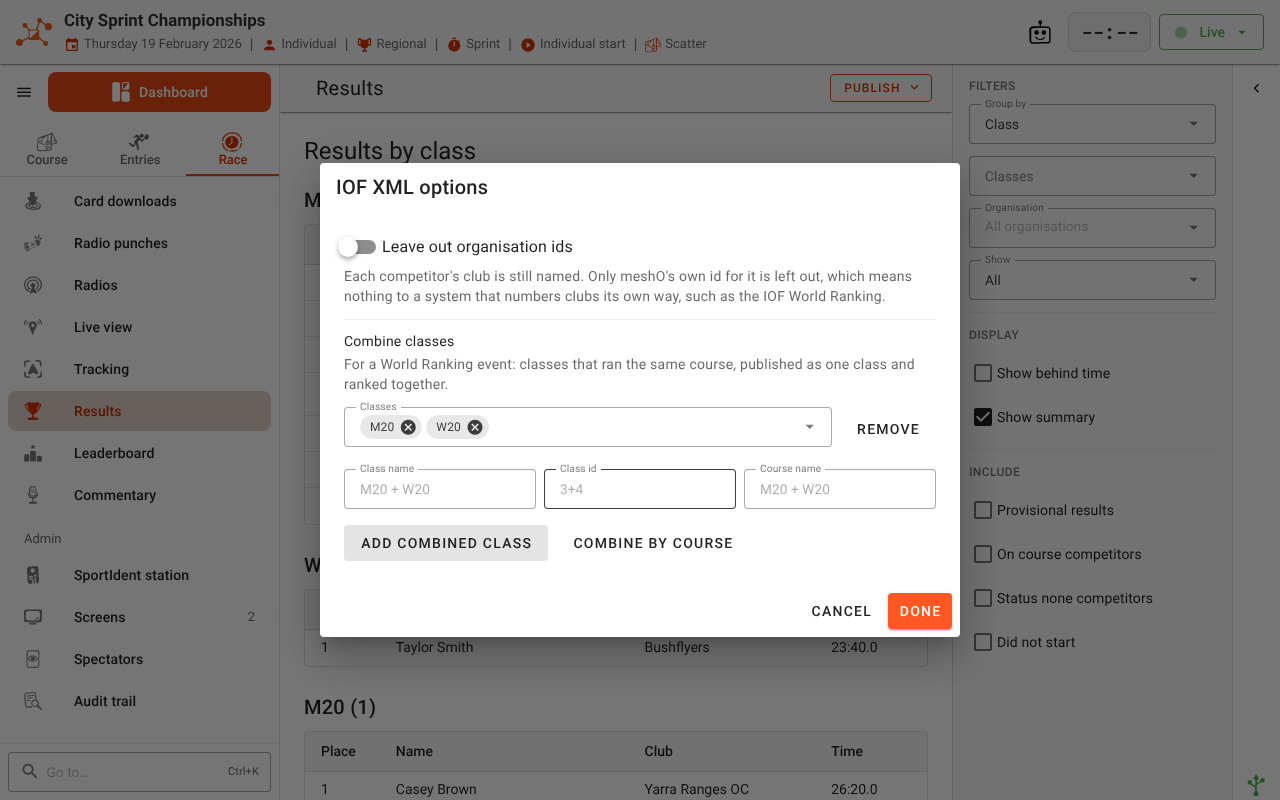 City Sprint Championships
Thursday 19 February 2026 | Individual | Regional | Sprint | Individual start | Scatter
--:--
Live
Dashboard
Course
Entries
Race
Card downloads
Radio punches
Radios
Live view
Tracking
Results
Leaderboard
Commentary
Admin
SportIdent station
Screens 2
Spectators
Audit trail
Go to…
Ctrl+K
Results
PUBLISH
Results by class
M
W
1 Taylor Smith Bushflyers 23:40.0
M20 (1)
Place Name Club Time
1 Casey Brown Yarra Ranges OC 26:20.0
IOF XML options
Leave out organisation ids
Each competitor's club is still named. Only meshO's own id for it is left out, which means
nothing to a system that numbers clubs its own way, such as the IOF World Ranking.
Combine classes
For a World Ranking event: classes that ran the same course, published as one class and
ranked together.
Classes
M20 W20
REMOVE
Class name
M20 + W20
Class id
3+4
Course name
M20 + W20
ADD COMBINED CLASS
COMBINE BY COURSE
CANCEL
DONE
FILTERS
Group by
Class
Classes
Organisation
All organisations
Show
All
DISPLAY
Show behind time
Show summary
INCLUDE
Provisional results
On course competitors
Status none competitors
Did not start